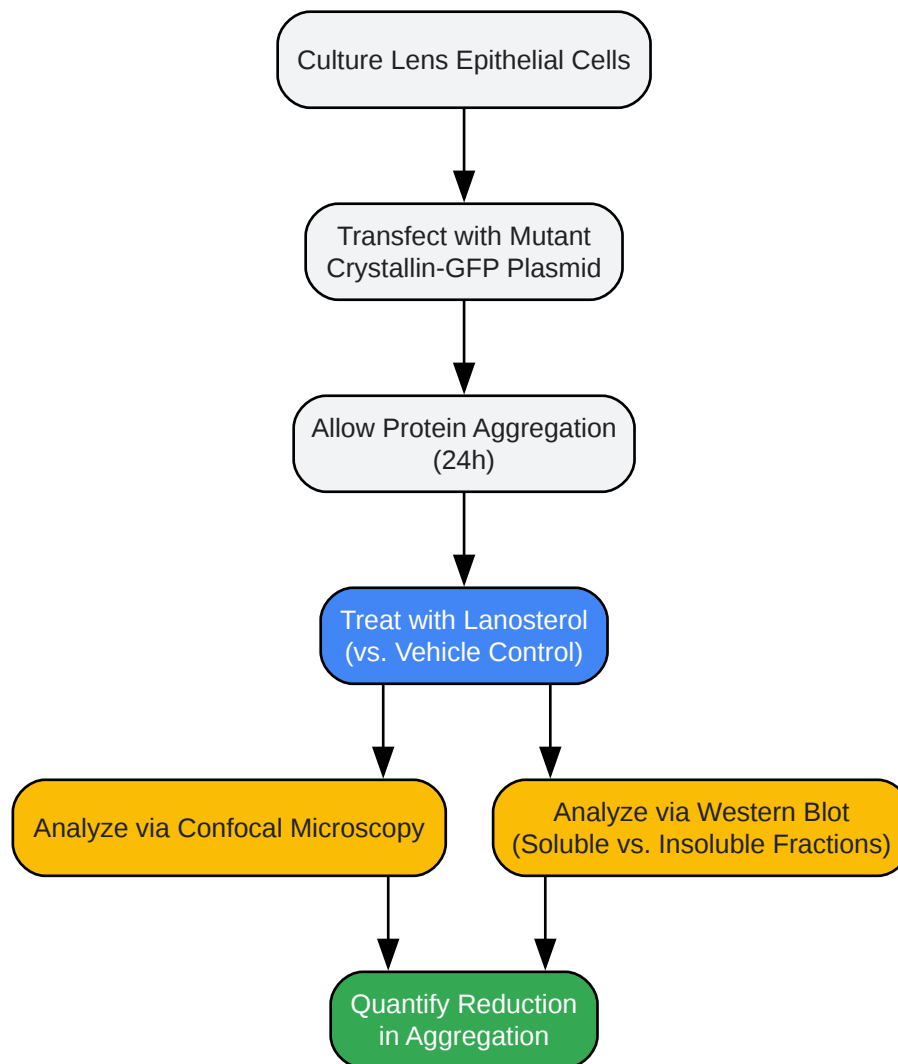 Culture Lens Epithelial Cells
Transfect with Mutant
Crystallin-GFP Plasmid
Allow Protein Aggregation
(24h)
Treat with Lanosterol
(vs. Vehicle Control)
Analyze via Confocal Microscopy
Analyze via Western Blot
(Soluble vs. Insoluble Fractions)
Quantify Reduction
in Aggregation